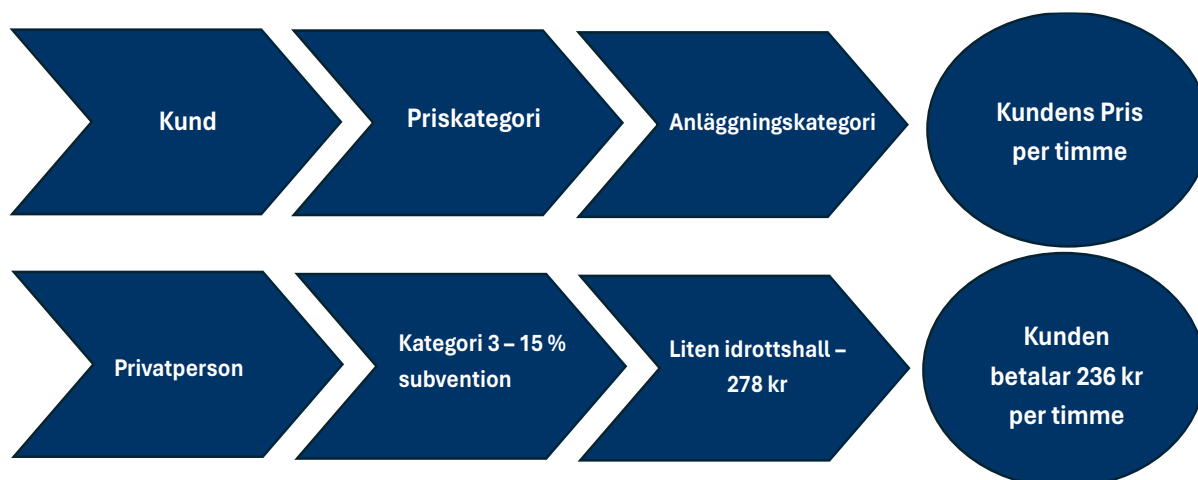 Kund
Priskategori
Anläggningskategori
Kundens Pris
per timme
Privatperson
Kategori 3 – 15 %
subvention
Liten idrottshall –
278 kr
Kunden
betalar 236 kr
per timme